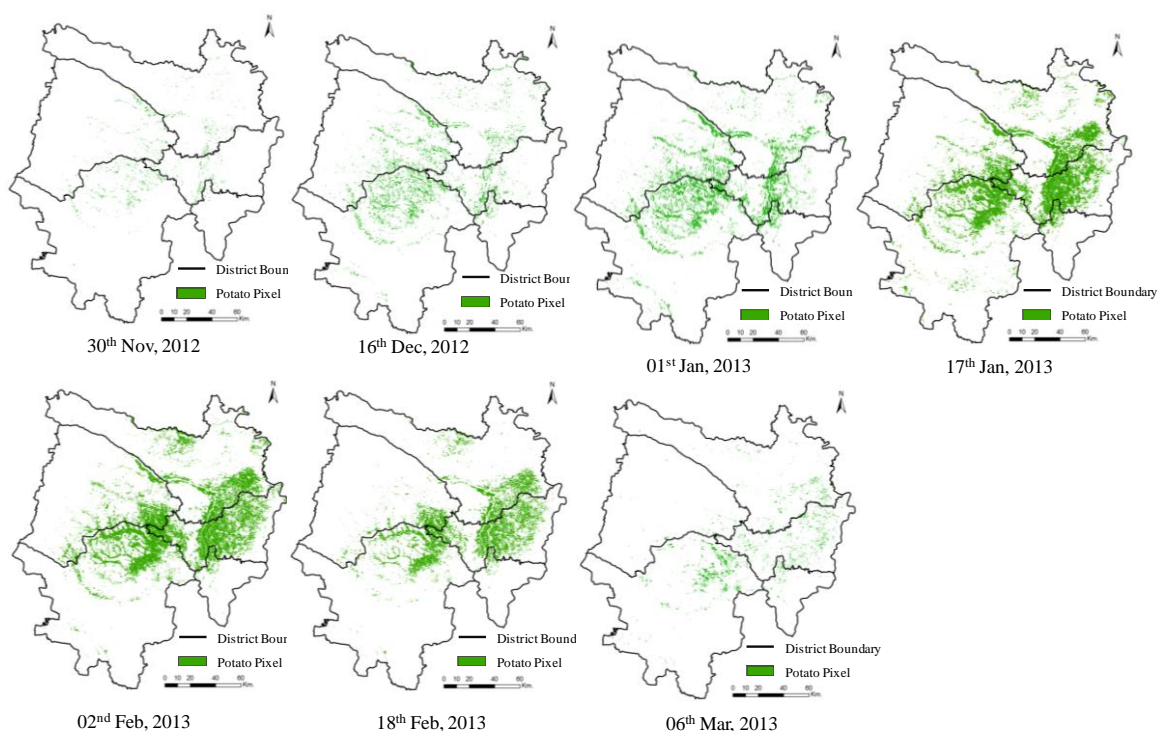 N
District Boun
Potato Pixel
0 10 20 40 60
Km.
30th Nov, 2012
N
District Boun
Potato Pixel
0 10 20 40 60
Km.
16th Dec, 2012
N
District Boun
Potato Pixel
0 10 20 40 60
Km.
01st Jan, 2013
N
District Boundary
Potato Pixel
0 10 20 40 60
Km.
17th Jan, 2013
N
District Boun
Potato Pixel
0 10 20 40 60
Km.
02nd Feb, 2013
N
District Bound
Potato Pixel
0 10 20 40 60
Km.
18th Feb, 2013
N
District Boundary
Potato Pixel
0 10 20 40 60
Km.
06th Mar, 2013